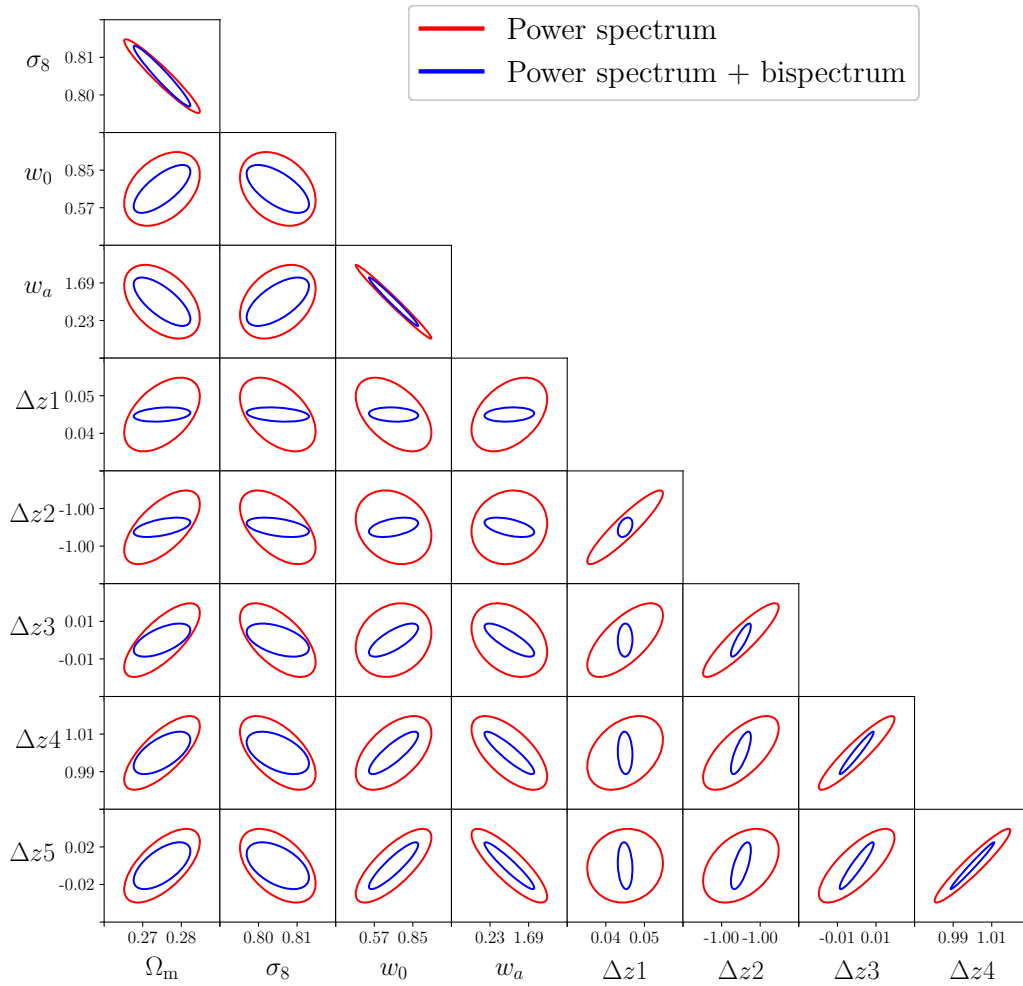 Power spectrum
Power spectrum + bispectrum
σ8 0.81
0.80
w0 0.85
0.57
wa 1.69
0.23
Δz1 0.05
0.04
Δz2 -1.00
-1.00
Δz3 0.01
-0.01
Δz4 1.01
0.99
Δz5 0.02
-0.02
0.27 0.28 0.80 0.81 0.57 0.85 0.23 1.69 0.04 0.05 -1.00 -1.00 -0.01 0.01 0.99 1.01
Ωm σ8 w0 wa Δz1 Δz2 Δz3 Δz4